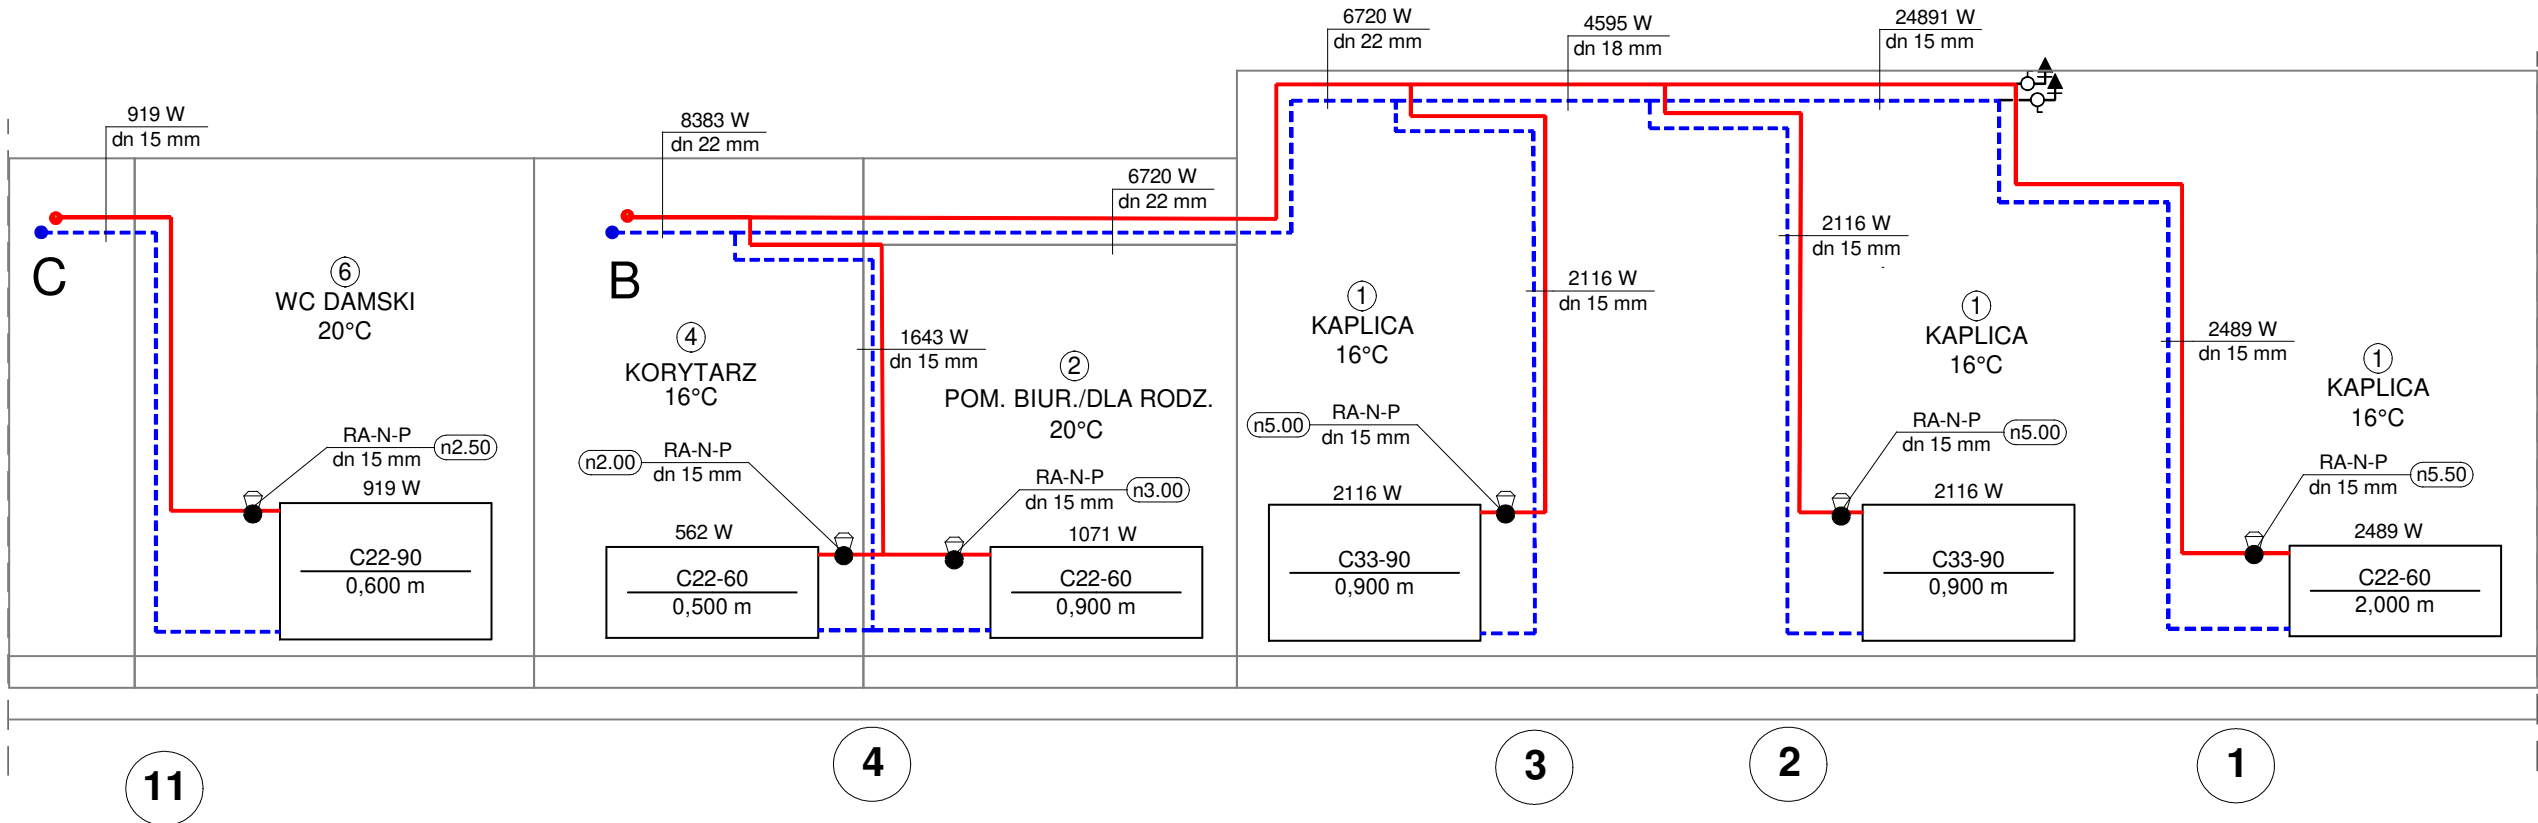 6720 W
dn 22 mm
4595 W
dn 18 mm
24891 W
dn 15 mm
919 W
dn 15 mm
8383 W
dn 22 mm
6720 W
dn 22 mm
C
6
WC DAMSKI
20°C
RA-N-P
dn 15 mm
n2.50
919 W
C22-90
0,600 m
B
4
KORYTARZ
16°C
1643 W
dn 15 mm
n2.00
RA-N-P
dn 15 mm
562 W
C22-60
0,500 m
2
POM. BIUR./DLA RODZ.
20°C
RA-N-P
dn 15 mm
n3.00
1071 W
C22-60
0,900 m
1
KAPLICA
16°C
2116 W
dn 15 mm
n5.00
RA-N-P
dn 15 mm
2116 W
C33-90
0,900 m
2116 W
dn 15 mm
1
KAPLICA
16°C
RA-N-P
dn 15 mm
n5.00
2116 W
C33-90
0,900 m
2489 W
dn 15 mm
1
KAPLICA
16°C
RA-N-P
dn 15 mm
n5.50
2489 W
C22-60
2,000 m
11
4
3
2
1